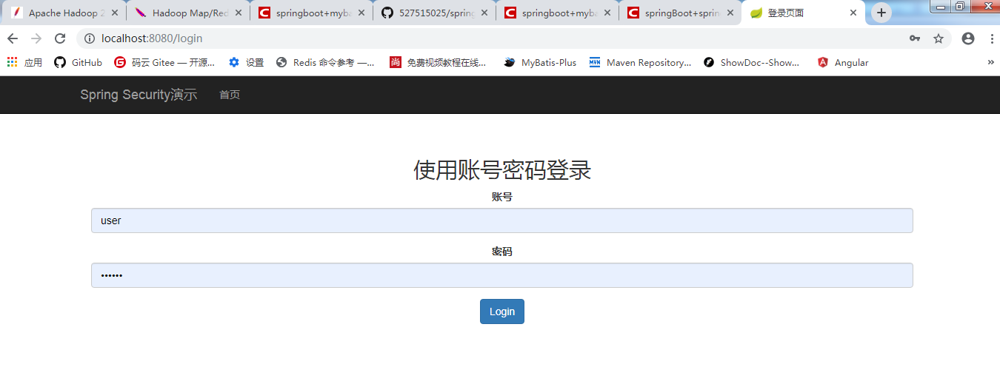 Apache Hadoop 2
Hadoop Map/Red
springboot+myba
527515025/spring
springboot+myba
springBoot+sprin
登录页面
localhost:8080/login
应用 GitHub 码云 Gitee — 开源... 设置 Redis 命令参考 —... 免费视频教程在线... MyBatis-Plus Maven Repository... ShowDoc--Show... Angular »
Spring Security演示 首页
使用账号密码登录
账号
user
密码
••••••
Login